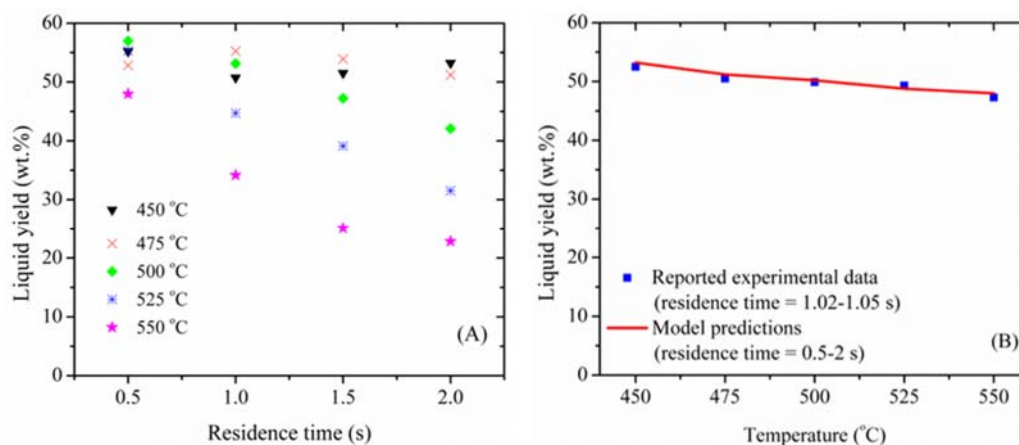 60
50
40
30
20
10
0
Liquid yield (wt.%)
450 °C
475 °C
500 °C
525 °C
550 °C
(A)
0.5 1.0 1.5 2.0
Residence time (s)
60
50
40
30
20
10
0
Liquid yield (wt.%)
Reported experimental data
(residence time = 1.02-1.05 s)
Model predictions
(residence time = 0.5-2 s)
(B)
450 475 500 525 550
Temperature (°C)